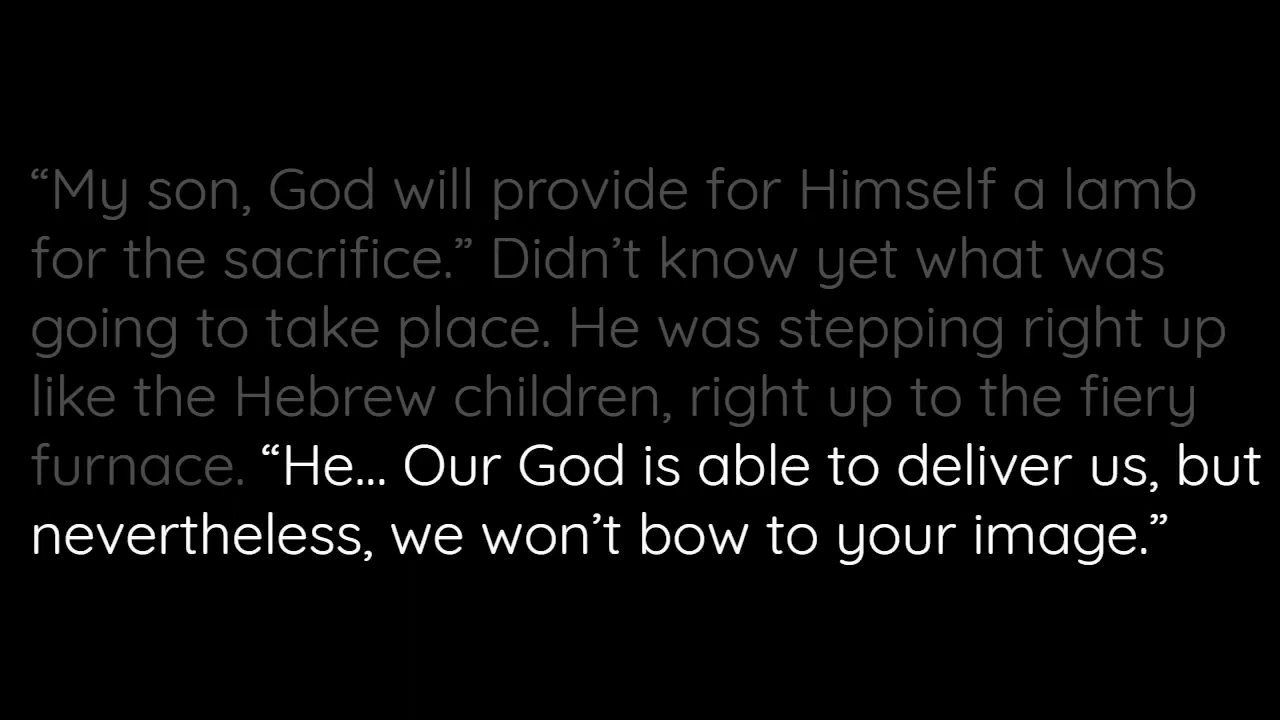 “My son, God will provide for Himself a lamb
for the sacrifice.” Didn’t know yet what was
going to take place. He was stepping right up
like the Hebrew children, right up to the fiery
furnace. “He... Our God is able to deliver us, but
nevertheless, we won’t bow to your image.”